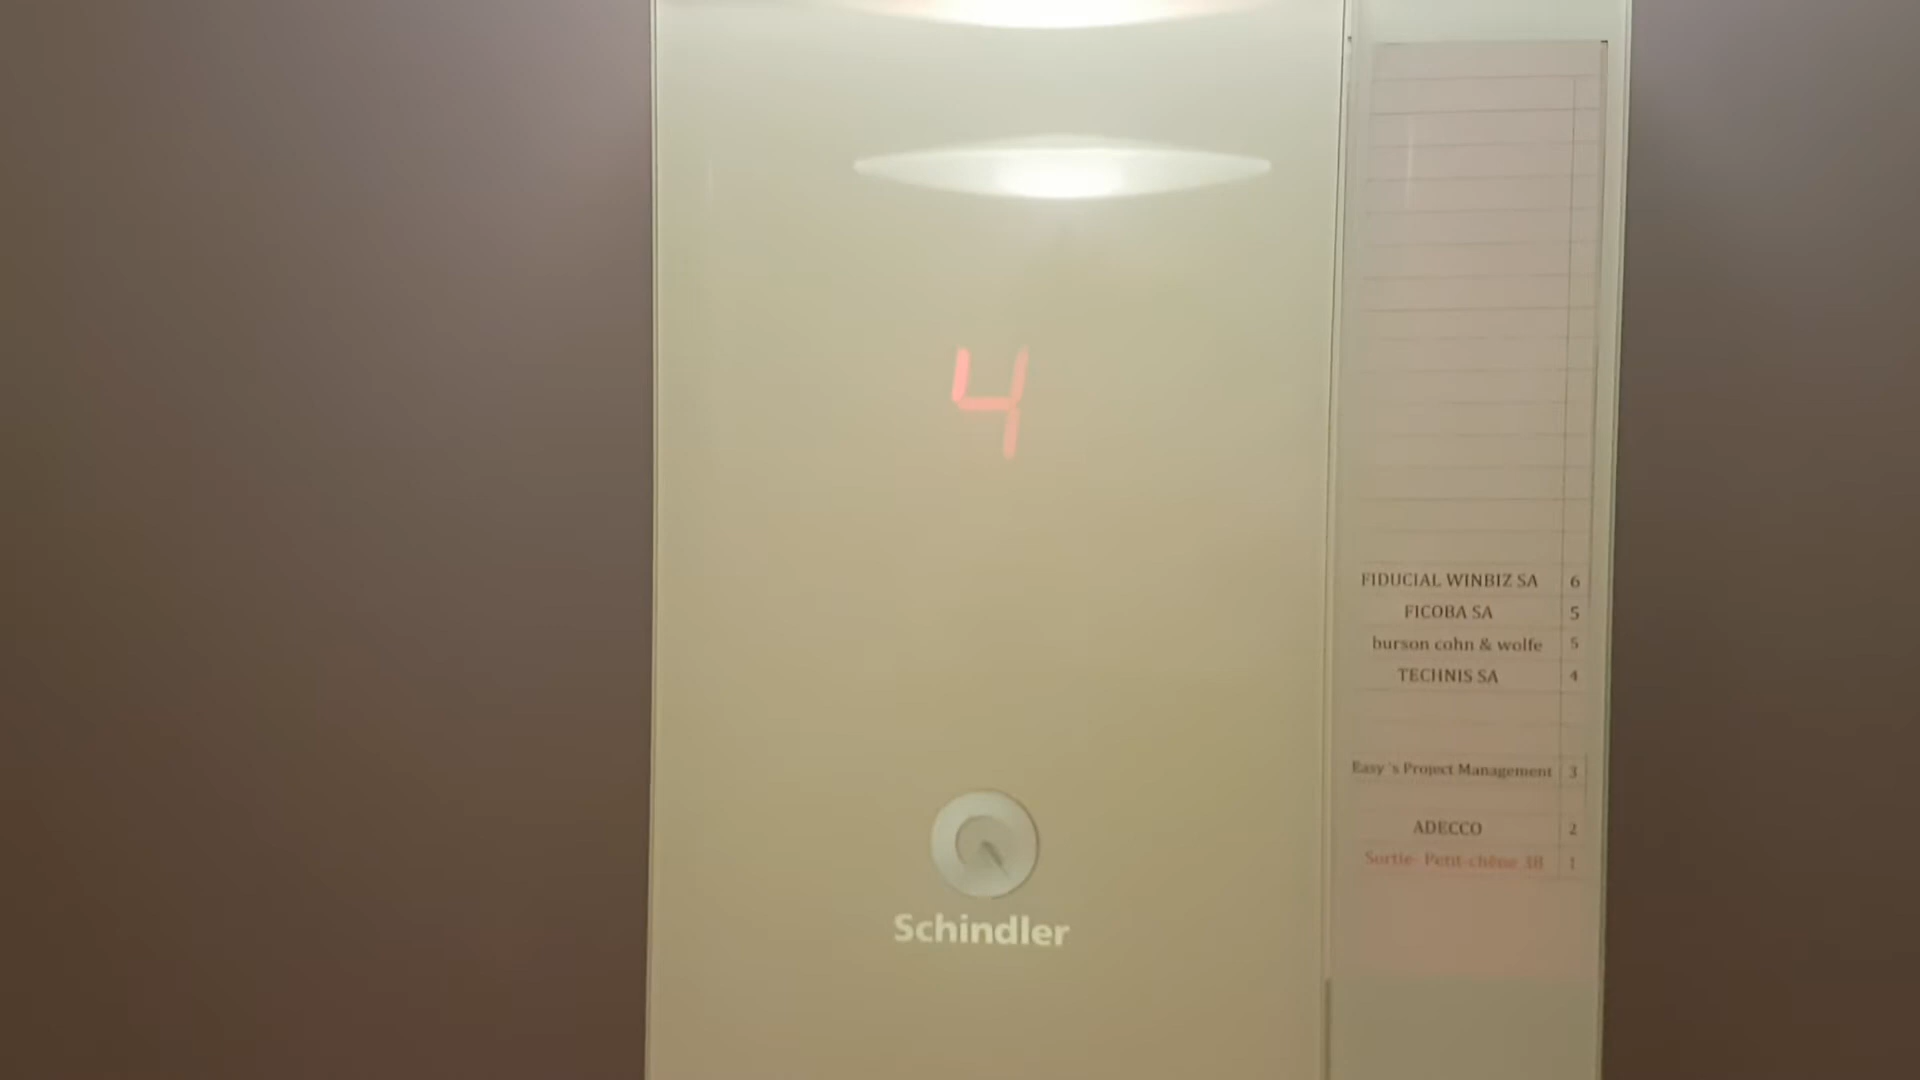 4
Schindler
FIDUCIAL WINBIZ SA 6
FICOBA SA 5
burson cohn & wolfe 5
TECHNIS SA 4
Easy's Project Management 3
ADECCO 2
Sortie- Petit-chêne 38 1